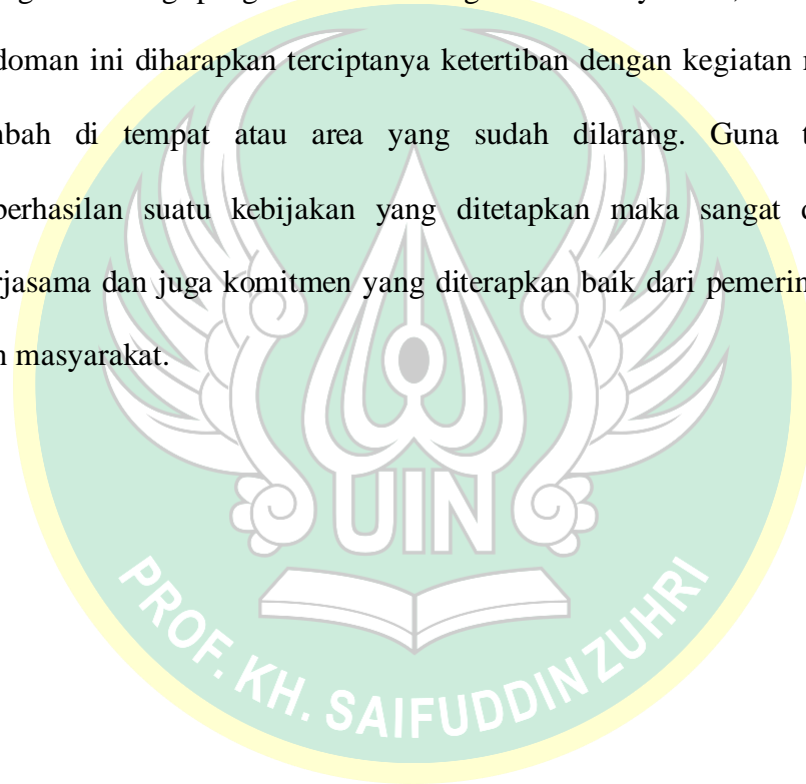 doman ini diharapkan terciptanya ketertiban dengan kegiatan
bah di tempat atau area yang sudah dilarang. Guna t
berhasilan suatu kebijakan yang ditetapkan maka sangat
rjasama dan juga komitmen yang diterapkan baik dari pemerin
n masyarakat.
UIN
PROF. KH. SAIFUDDIN ZUHRI